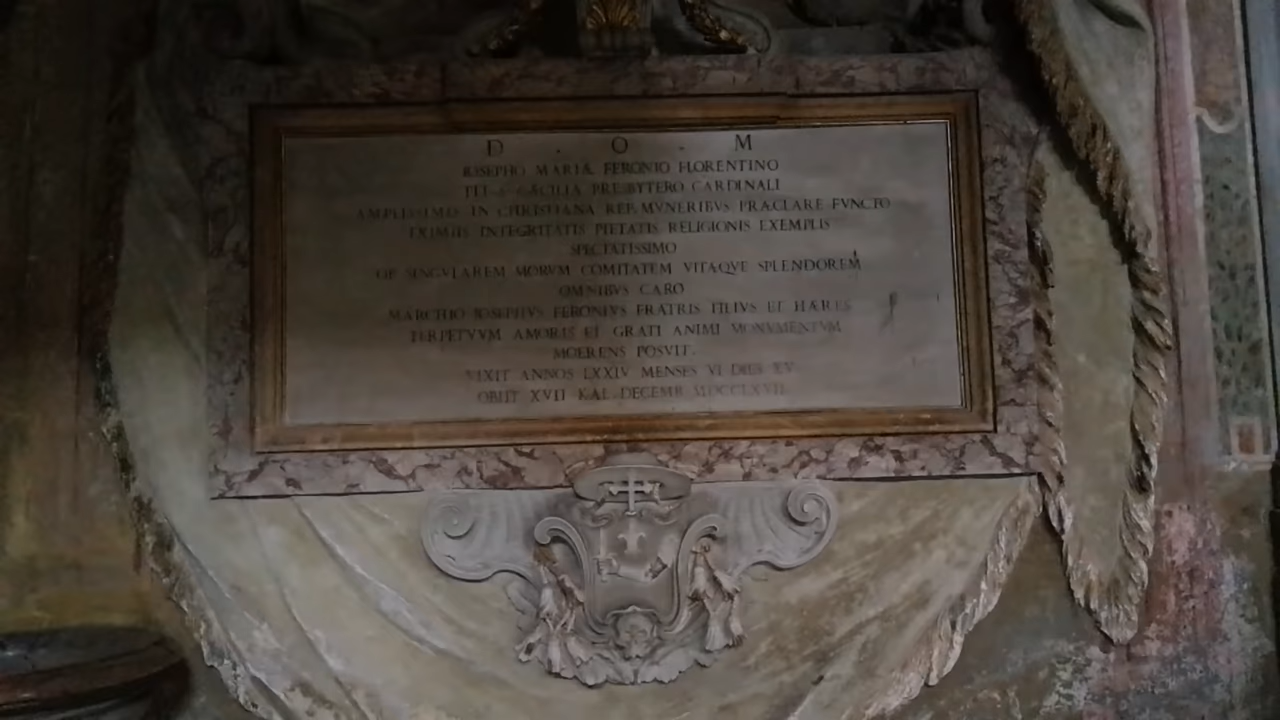 D . O . M
IOSEPHO MARIÆ FERONIO FLORENTINO
CÆCILIÆ PRESBYTERO CARDINALI
AMPLISSIMIS IN CHRISTIANA REP. MVNERIBVS PRÆCLARE FVNCTO
EXIMIIS INTEGRITATIS PIETATIS RELIGIONIS EXEMPLIS
SPECTATISSIMO
OB SINGVLAREM MORVM COMITATEM VITAQVE SPLENDOREM
OMNIBVS CARO
MARCHIO IOSEPHVS FERONIVS FRATRIS FILIVS ET HÆRES
PERPETVVM AMORIS ET GRATI ANIMI MONVMENTVM
MOERENS POSVIT.
VIXIT ANNOS LXXIV MENSES VI DIES XV
OBIIT XVII KAL. DECEMB. MDCCLXVII